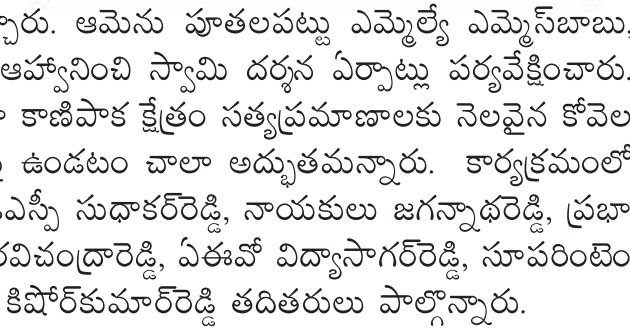 చ్చారు. ఆమెను పూతలపట్టు ఎమ్మెల్యే ఎమ్మెస్‌బాబు,
ఆహ్వానించి స్వామి దర్శన ఏర్పాట్లు పర్యవేక్షించారు.
కాణిపాక క్షేత్రం సత్యప్రమాణాలకు నెలవైన కోవెల
ఉండటం చాలా అద్భుతమన్నారు. కార్యక్రమంలో
ఎస్పీ సుధాకర్‌రెడ్డి, నాయకులు జగన్నాథరెడ్డి, ప్రభా
రవిచంద్రారెడ్డి, ఏఈవో విద్యాసాగర్‌రెడ్డి, సూపరింటెం
కిషోర్‌కుమార్‌రెడ్డి తదితరులు పాల్గొన్నారు.